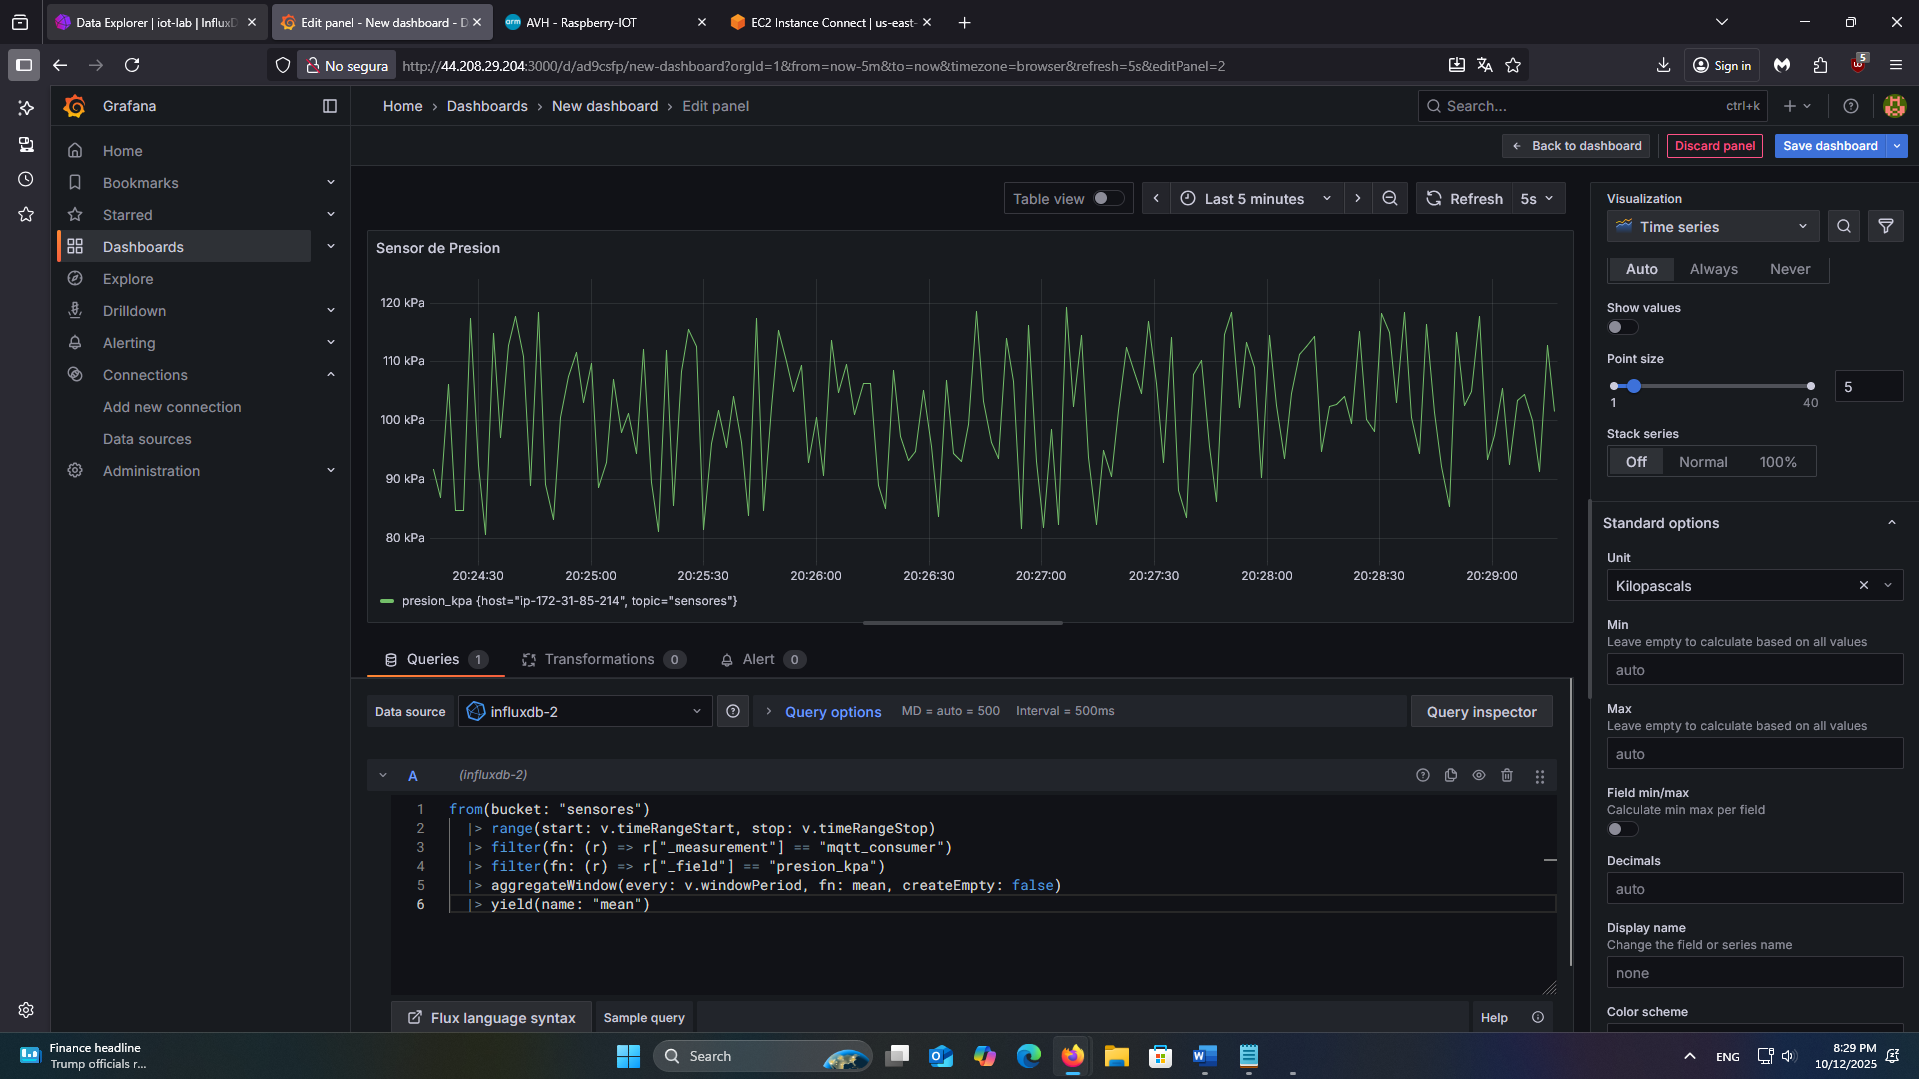 Data Explorer | iot-lab | InfluxD
Edit panel - New dashboard - D
AVH - Raspberry-IOT
EC2 Instance Connect | us-east-
No segura
http://44.208.29.204:3000/d/ad9csfp/new-dashboard?orgId=1&from=now-5m&to=now&timezone=browser&refresh=5s&editPanel=2
Sign in
5
Grafana
Home › Dashboards › New dashboard › Edit panel
Search...
ctrl+k
Back to dashboard
Discard panel
Save dashboard
Home
Bookmarks
Starred
Dashboards
Explore
Drilldown
Alerting
Connections
Add new connection
Data sources
Administration
Table view
Last 5 minutes
Refresh
5s
Sensor de Presion
120 kPa
110 kPa
100 kPa
90 kPa
80 kPa
20:24:30
20:25:00
20:25:30
20:26:00
20:26:30
20:27:00
20:27:30
20:28:00
20:28:30
20:29:00
presion_kpa {host="ip-172-31-85-214", topic="sensores"}
Queries 1
Transformations 0
Alert 0
Data source
influxdb-2
Query options
MD = auto = 500
Interval = 500ms
Query inspector
A
(influxdb-2)
1 from(bucket: "sensores")
2 |> range(start: v.timeRangeStart, stop: v.timeRangeStop)
3 |> filter(fn: (r) => r["_measurement"] == "mqtt_consumer")
4 |> filter(fn: (r) => r["_field"] == "presion_kpa")
5 |> aggregateWindow(every: v.windowPeriod, fn: mean, createEmpty: false)
6 |> yield(name: "mean")
Flux language syntax
Sample query
Help
Visualization
Time series
Auto
Always
Never
Show values
Point size
5
1
40
Stack series
Off
Normal
100%
Standard options
Unit
Kilopascals
Min
Leave empty to calculate based on all values
auto
Max
Leave empty to calculate based on all values
auto
Field min/max
Calculate min max per field
Decimals
auto
Display name
Change the field or series name
none
Color scheme
Finance headline
Trump officials r...
Search
ENG
8:29 PM
10/12/2025